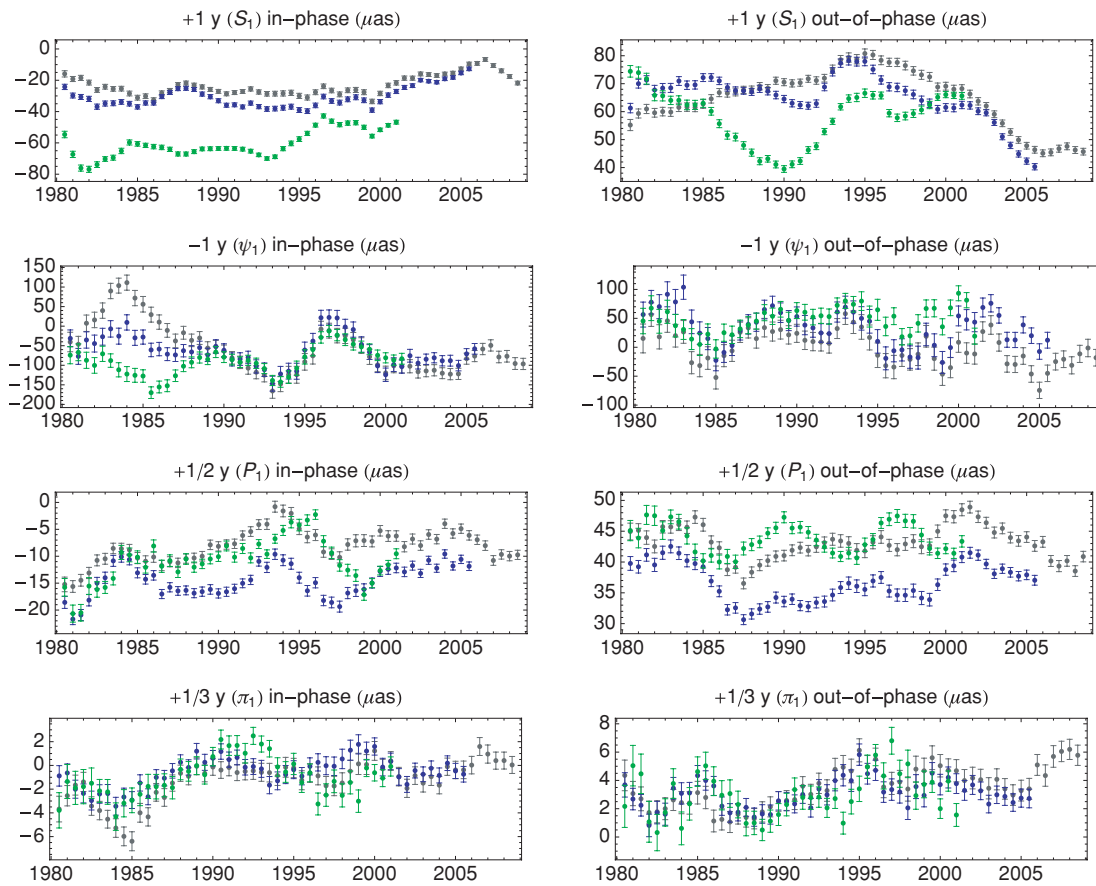 +1 y (S₁) in−phase (μas)
0
−20
−40
−60
−80
1980 1985 1990 1995 2000 2005
+1 y (S₁) out−of−phase (μas)
80
70
60
50
40
1980 1985 1990 1995 2000 2005
−1 y (ψ₁) in−phase (μas)
150
100
50
0
−50
−100
−150
−200
1980 1985 1990 1995 2000 2005
−1 y (ψ₁) out−of−phase (μas)
100
50
0
−50
−100
1980 1985 1990 1995 2000 2005
+1/2 y (P₁) in−phase (μas)
0
−5
−10
−15
−20
1980 1985 1990 1995 2000 2005
+1/2 y (P₁) out−of−phase (μas)
50
45
40
35
30
1980 1985 1990 1995 2000 2005
+1/3 y (π₁) in−phase (μas)
2
0
−2
−4
−6
1980 1985 1990 1995 2000 2005
+1/3 y (π₁) out−of−phase (μas)
8
6
4
2
0
1980 1985 1990 1995 2000 2005